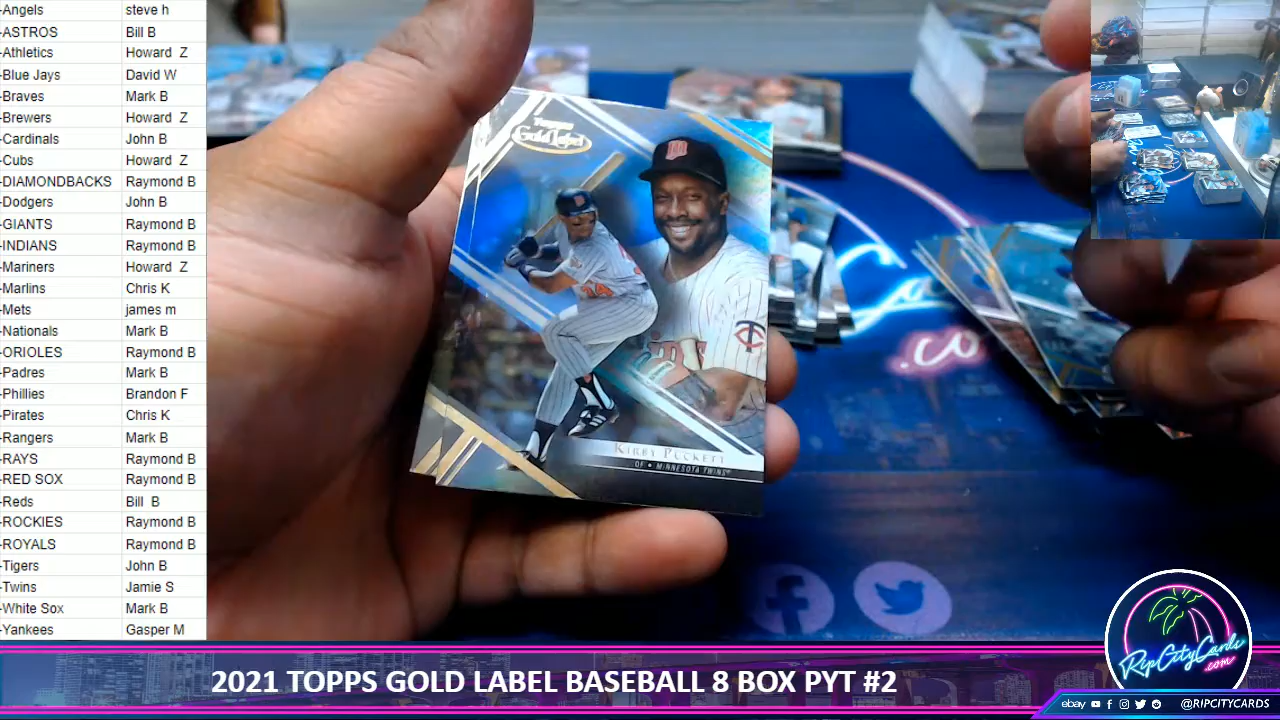 -Angels steve h
-ASTROS Bill B
-Athletics Howard Z
-Blue Jays David W
-Braves Mark B
-Brewers Howard Z
-Cardinals John B
-Cubs Howard Z
-DIAMONDBACKS Raymond B
-Dodgers John B
-GIANTS Raymond B
-INDIANS Raymond B
-Mariners Howard Z
-Marlins Chris K
-Mets james m
-Nationals Mark B
-ORIOLES Raymond B
-Padres Mark B
-Phillies Brandon F
-Pirates Chris K
-Rangers Mark B
-RAYS Raymond B
-RED SOX Raymond B
-Reds Bill B
-ROCKIES Raymond B
-ROYALS Raymond B
-Tigers John B
-Twins Jamie S
-White Sox Mark B
-Yankees Gasper M
Topps
Gold Label
KIRBY PUCKETT
OF • MINNESOTA TWINS®
.co
RipCityCards
.com
2021 TOPPS GOLD LABEL BASEBALL 8 BOX PYT #2
ebay @RIPCITYCARDS